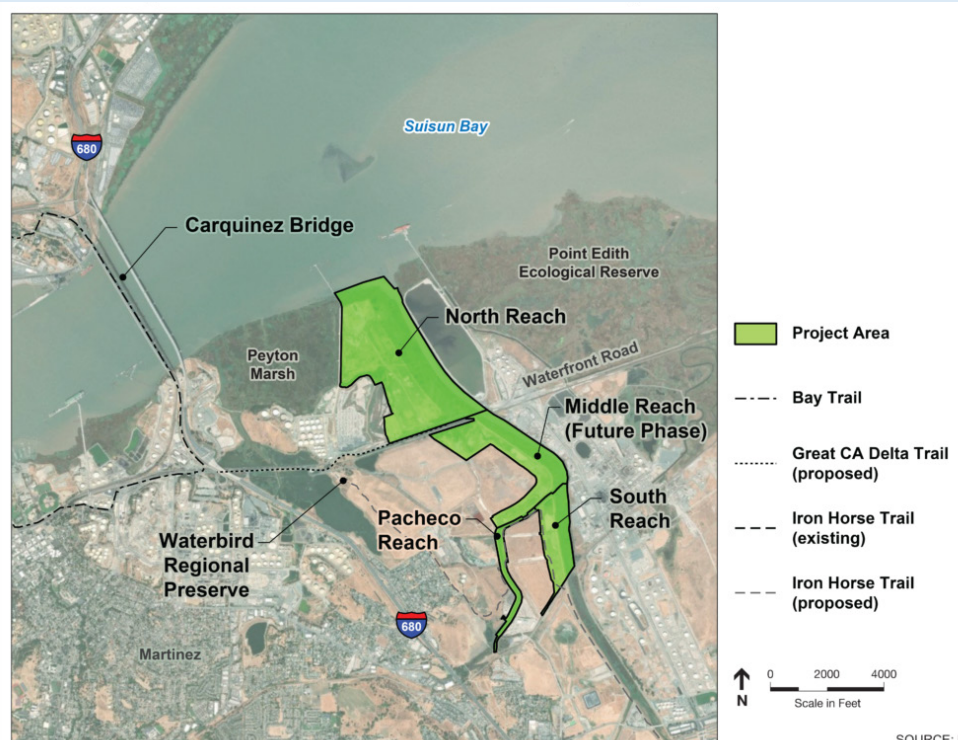 680
Suisun Bay
Carquinez Bridge
Point Edith
Ecological Reserve
North Reach
Peyton
Marsh
Waterfront Road
Middle Reach
(Future Phase)
South
Reach
Pacheco
Reach
Waterbird
Regional
Preserve
680
Martinez
Project Area
Bay Trail
Great CA Delta Trail
(proposed)
Iron Horse Trail
(existing)
Iron Horse Trail
(proposed)
N
0 2000 4000
Scale in Feet
SOURCE: